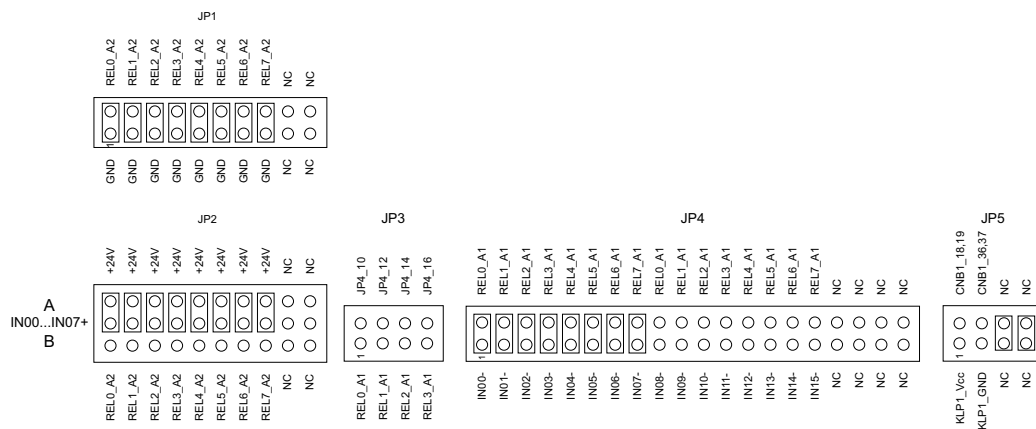 JP1
REL0_A2 REL1_A2 REL2_A2 REL3_A2 REL4_A2 REL5_A2 REL6_A2 REL7_A2 NC NC
1
GND GND GND GND GND GND GND GND NC NC
JP2
+24V +24V +24V +24V +24V +24V +24V +24V NC NC
A
IN00...IN07+
B
REL0_A2 REL1_A2 REL2_A2 REL3_A2 REL4_A2 REL5_A2 REL6_A2 REL7_A2 NC NC
JP3
JP4_10 JP4_12 JP4_14 JP4_16
1
REL0_A1 REL1_A1 REL2_A1 REL3_A1
JP4
REL0_A1 REL1_A1 REL2_A1 REL3_A1 REL4_A1 REL5_A1 REL6_A1 REL7_A1 REL0_A1 REL1_A1 REL2_A1 REL3_A1 REL4_A1 REL5_A1 REL6_A1 REL7_A1 NC NC NC NC
1
IN00- IN01- IN02- IN03- IN04- IN05- IN06- IN07- IN08- IN09- IN10- IN11- IN12- IN13- IN14- IN15- NC NC NC NC
JP5
CNB1_18,19 CNB1_36,37 NC NC
1
KLP1_Vcc KLP1_GND NC NC